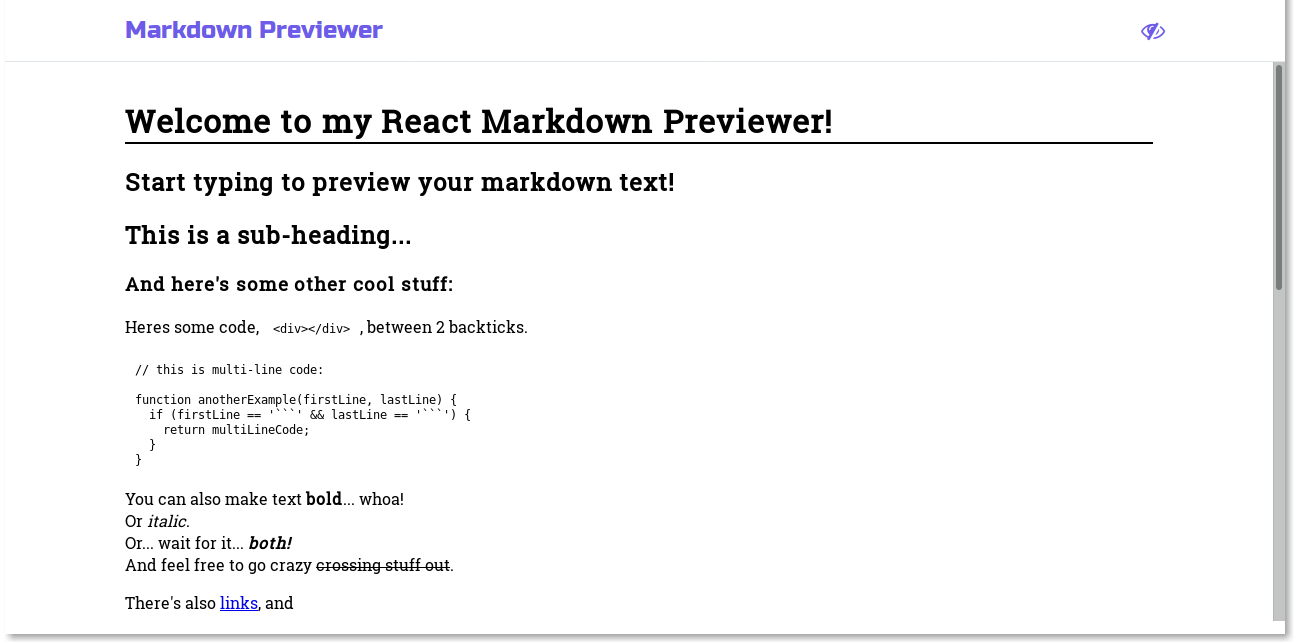 Markdown Previewer
Welcome to my React Markdown Previewer!
Start typing to preview your markdown text!
This is a sub-heading...
And here's some other cool stuff:
Heres some code, <div></div> , between 2 backticks.
// this is multi-line code:
function anotherExample(firstLine, lastLine) {
  if (firstLine == '```' && lastLine == '```') {
    return multiLineCode;
  }
}
You can also make text bold... whoa!
Or italic.
Or... wait for it... both!
And feel free to go crazy crossing stuff out.
There's also links, and